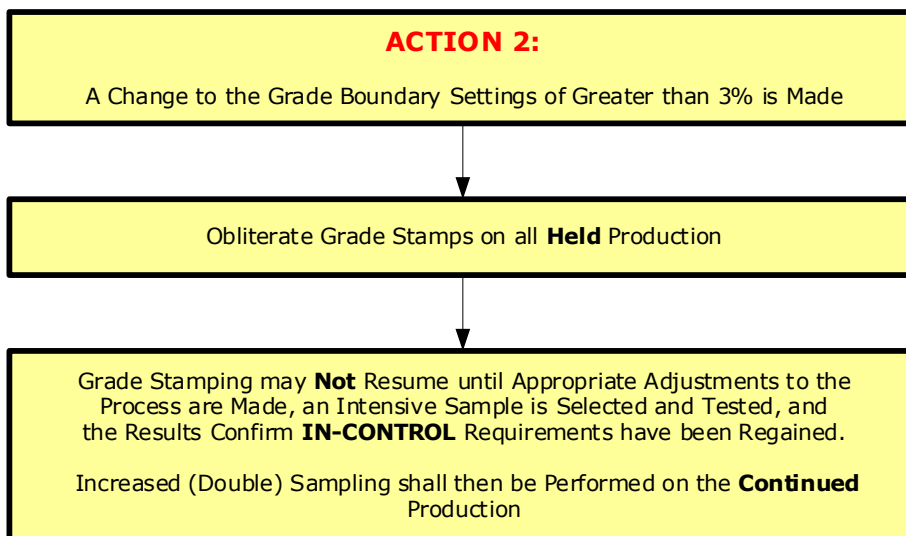 ACTION 2:
A Change to the Grade Boundary Settings of Greater than 3% is Made
Obliterate Grade Stamps on all Held Production
Grade Stamping may Not Resume until Appropriate Adjustments to the
Process are Made, an Intensive Sample is Selected and Tested, and
the Results Confirm IN-CONTROL Requirements have been Regained.
Increased (Double) Sampling shall then be Performed on the Continued
Production